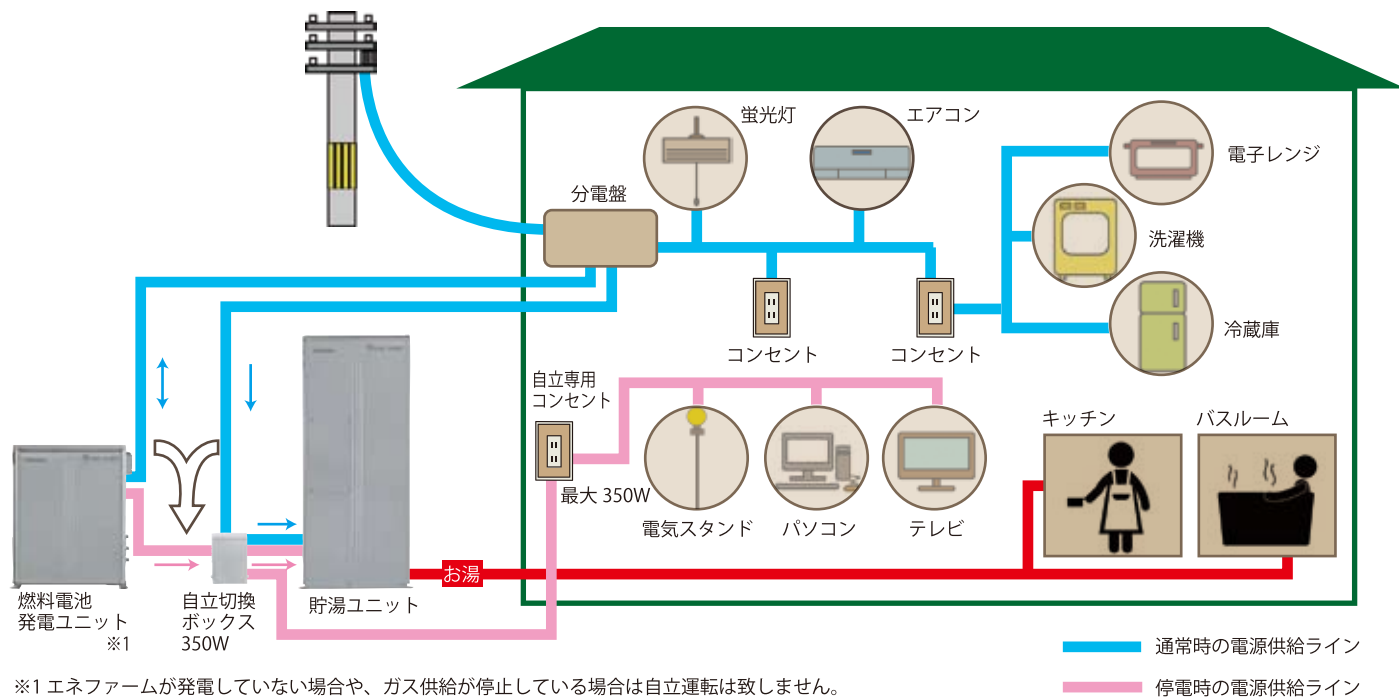 蛍光灯
エアコン
電子レンジ
分電盤
洗濯機
冷蔵庫
コンセント
コンセント
自立専用
コンセント
最大 350W
電気スタンド
パソコン
テレビ
キッチン
バスルーム
お湯
燃料電池
発電ユニット
※1
自立切換
ボックス
350W
貯湯ユニット
通常時の電源供給ライン
停電時の電源供給ライン
※1 エネファームが発電していない場合や、ガス供給が停止している場合は自立運転は致しません。